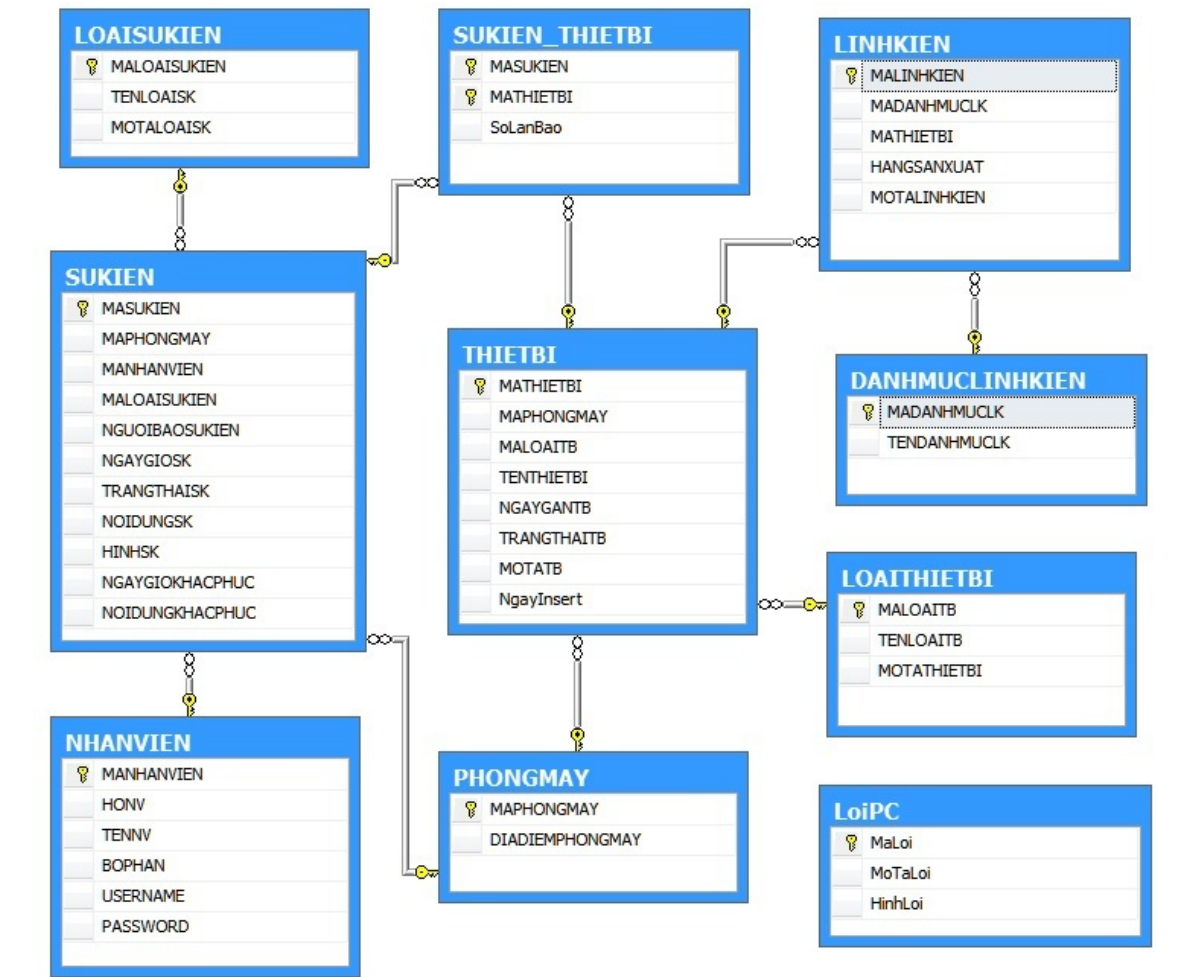 LOAISUKIEN
MALOAISUKIEN
TENLOAISK
MOTALOAISK
SUKIEN_THIETBI
MASUKIEN
MATHIETBI
SoLanBao
LINHKIEN
MALINHKIEN
MADANHMUCLK
MATHIETBI
HANGSANXUAT
MOTALINHKIEN
SUKIEN
MASUKIEN
MAPHONGMAY
MANHANVIEN
MALOAISUKIEN
NGUOIBAOSUKIEN
NGAYGIOSK
TRANGTHAISK
NOIDUNGSK
HINHSK
NGAYGIOKHACPHUC
NOIDUNGKHACPHUC
THIETBI
MATHIETBI
MAPHONGMAY
MALOAITB
TENTHIETBI
NGAYGANTB
TRANGTHAITB
MOTATB
NgayInsert
DANHMUCLINHKIEN
MADANHMUCLK
TENDANHMUCLK
LOAITHIETBI
MALOAITB
TENLOAITB
MOTATHIETBI
NHANVIEN
MANHANVIEN
HONV
TENNV
BOPHAN
USERNAME
PASSWORD
PHONGMAY
MAPHONGMAY
DIADIEMPHONGMAY
LoiPC
MaLoi
MoTaLoi
HinhLoi